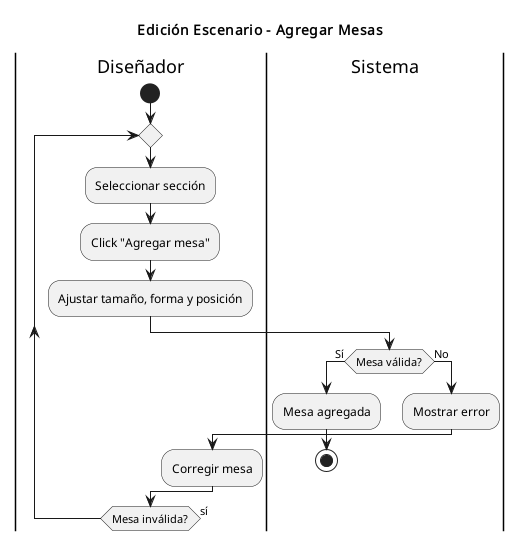 Edición Escenario - Agregar Mesas
Diseñador
Sistema
Seleccionar sección
Click "Agregar mesa"
Ajustar tamaño, forma y posición
Sí
Mesa válida?
No
Mesa agregada
Mostrar error
Corregir mesa
Mesa inválida?
sí